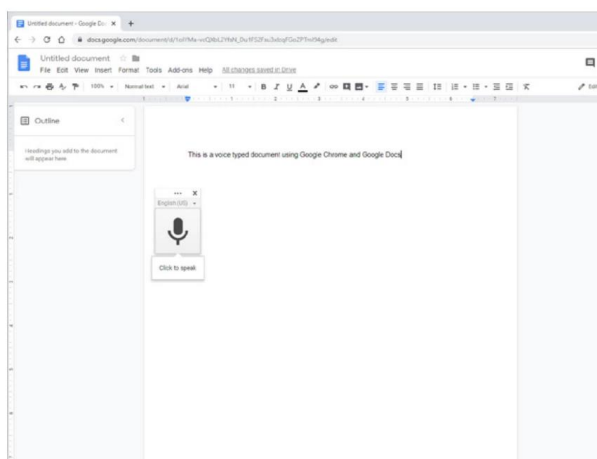 Untitled document - Google Do
docs.google.com/document/d/
Untitled document
File Edit View Insert Format Tools Add-ons Help All changes saved in Drive
100% Normal text Arial 11 B I U A
Outline
Headings you add to the document
will appear here
This is a voice typed document using Google Chrome and Google Docs
English (US)
Click to speak